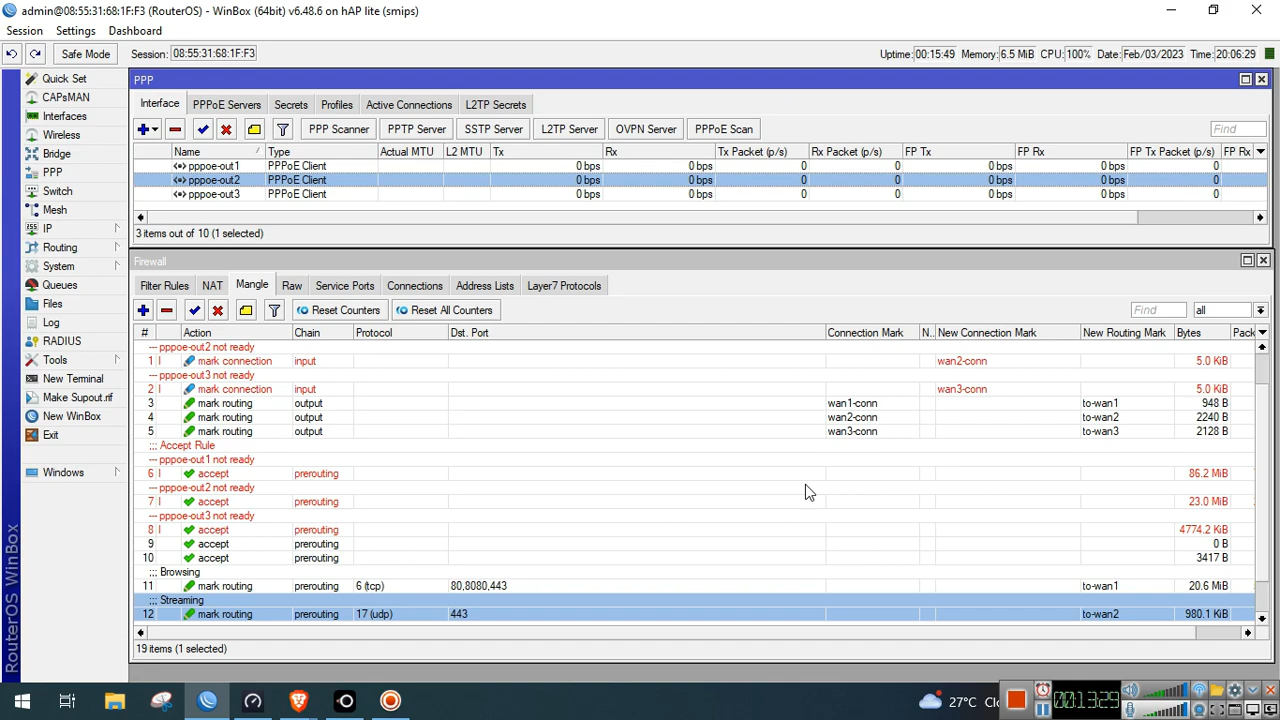 admin@08:55:31:68:1F:F3 (RouterOS) - WinBox (64bit) v6.48.6 on hAP lite (smips)
Session Settings Dashboard
Safe Mode Session: 08:55:31:68:1F:F3 Uptime: 00:15:49 Memory: 6.5 MiB CPU: 100% Date: Feb/03/2023 Time: 20:06:29
RouterOS WinBox
Quick Set
CAPsMAN
Interfaces
Wireless
Bridge
PPP
Switch
Mesh
IP
Routing
System
Queues
Files
Log
RADIUS
Tools
New Terminal
Make Supout.rif
New WinBox
Exit
Windows
PPP
Interface PPPoE Servers Secrets Profiles Active Connections L2TP Secrets
PPP Scanner PPTP Server SSTP Server L2TP Server OVPN Server PPPoE Scan Find
Name Type Actual MTU L2 MTU Tx Rx Tx Packet (p/s) Rx Packet (p/s) FP Tx FP Rx FP Tx Packet (p/s) FP Rx
pppoe-out1 PPPoE Client 0 bps 0 bps 0 0 0 bps 0 bps 0
pppoe-out2 PPPoE Client 0 bps 0 bps 0 0 0 bps 0 bps 0
pppoe-out3 PPPoE Client 0 bps 0 bps 0 0 0 bps 0 bps 0
3 items out of 10 (1 selected)
Firewall
Filter Rules NAT Mangle Raw Service Ports Connections Address Lists Layer7 Protocols
Reset Counters Reset All Counters Find all
# Action Chain Protocol Dst. Port Connection Mark N.. New Connection Mark New Routing Mark Bytes Pack
--- pppoe-out2 not ready
1 I mark connection input wan2-conn 5.0 KiB
--- pppoe-out3 not ready
2 I mark connection input wan3-conn 5.0 KiB
3 mark routing output wan1-conn to-wan1 948 B
4 mark routing output wan2-conn to-wan2 2240 B
5 mark routing output wan3-conn to-wan3 2128 B
;;; Accept Rule
--- pppoe-out1 not ready
6 I accept prerouting 86.2 MiB
--- pppoe-out2 not ready
7 I accept prerouting 23.0 MiB
--- pppoe-out3 not ready
8 I accept prerouting 4774.2 KiB
9 accept prerouting 0 B
10 accept prerouting 3417 B
;;; Browsing
11 mark routing prerouting 6 (tcp) 80,8080,443 to-wan1 20.6 MiB
;;; Streaming
12 mark routing prerouting 17 (udp) 443 to-wan2 980.1 KiB
19 items (1 selected)
27°C 00:13:29